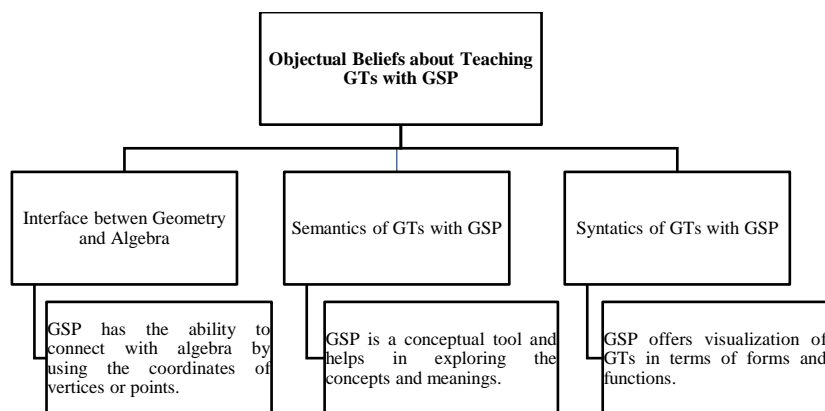 Objectual Beliefs about Teaching
GTs with GSP
Interface betwen Geometry
and Algebra
Semantics of GTs with GSP
Syntatics of GTs with GSP
GSP has the ability to
connect with algebra by
using the coordinates of
vertices or points.
GSP is a conceptual tool and
helps in exploring the
concepts and meanings.
GSP offers visualization of
GTs in terms of forms and
functions.